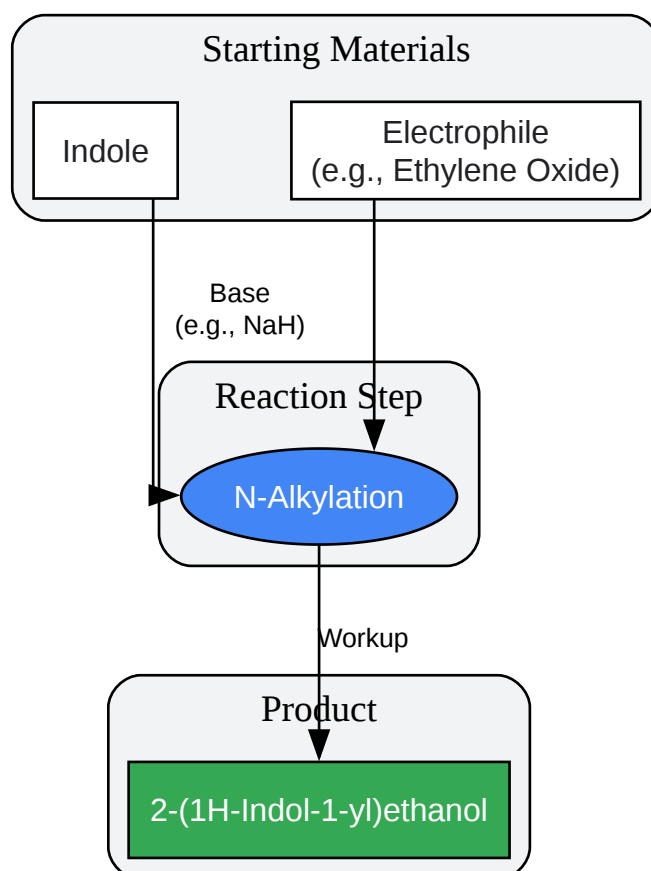 Starting Materials
Indole
Electrophile
(e.g., Ethylene Oxide)
Base
(e.g., NaH)
Reaction Step
N-Alkylation
Workup
Product
2-(1H-Indol-1-yl)ethanol